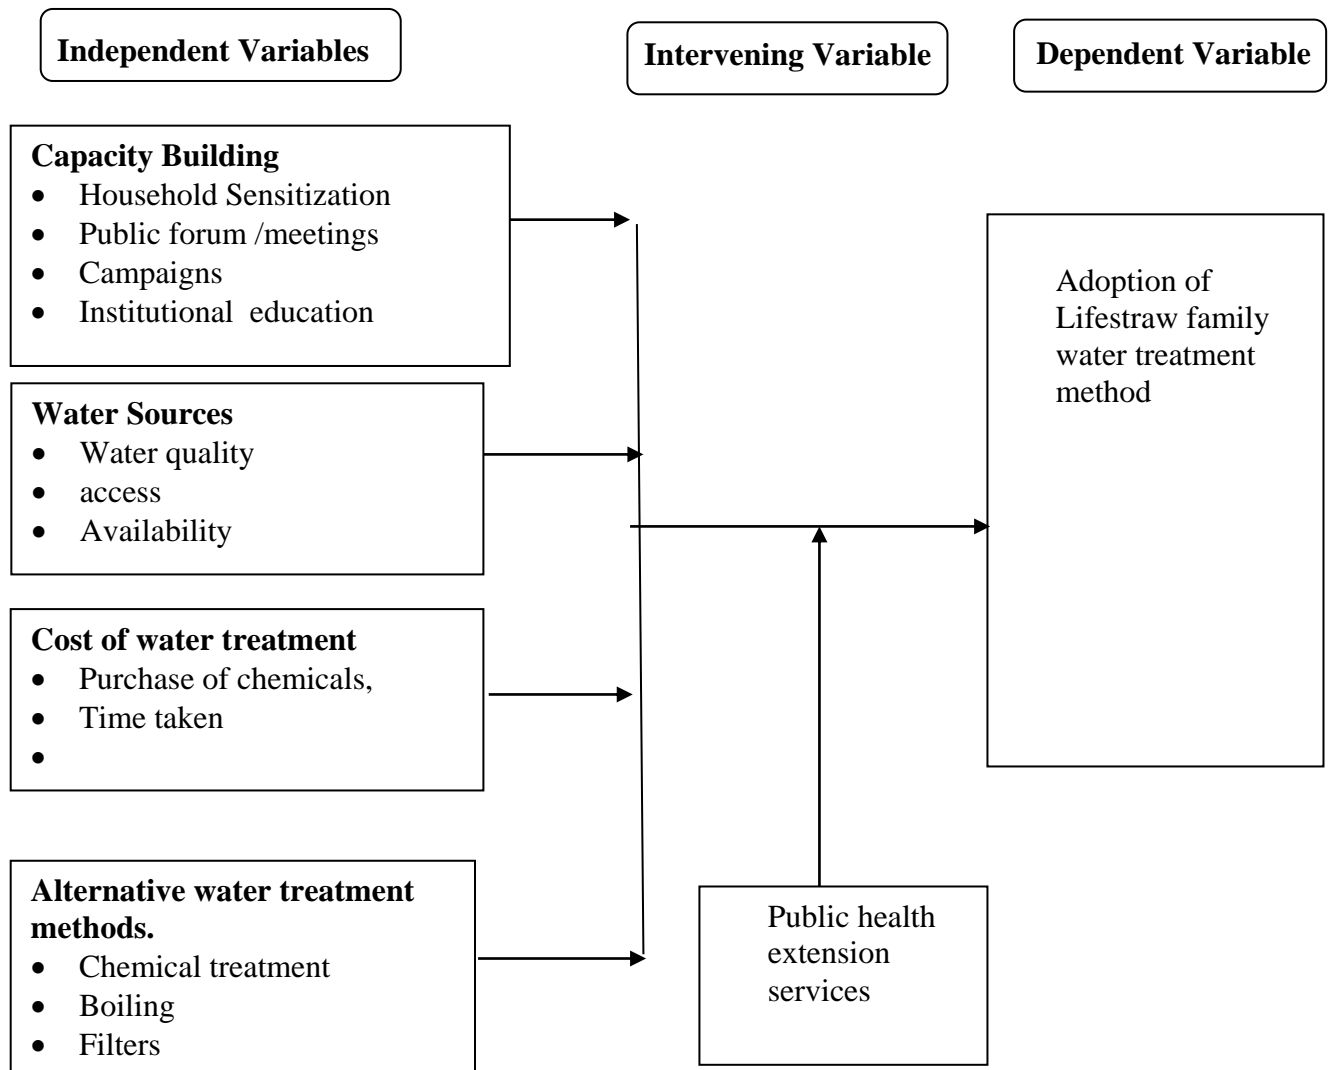 Independent Variables
Intervening Variable
Dependent Variable
Capacity Building
• Household Sensitization
• Public forum /meetings
• Campaigns
• Institutional education
Water Sources
• Water quality
• access
• Availability
Cost of water treatment
• Purchase of chemicals,
• Time taken
•
Alternative water treatment
methods.
• Chemical treatment
• Boiling
• Filters
Public health
extension
services
Adoption of
Lifestraw family
water treatment
method